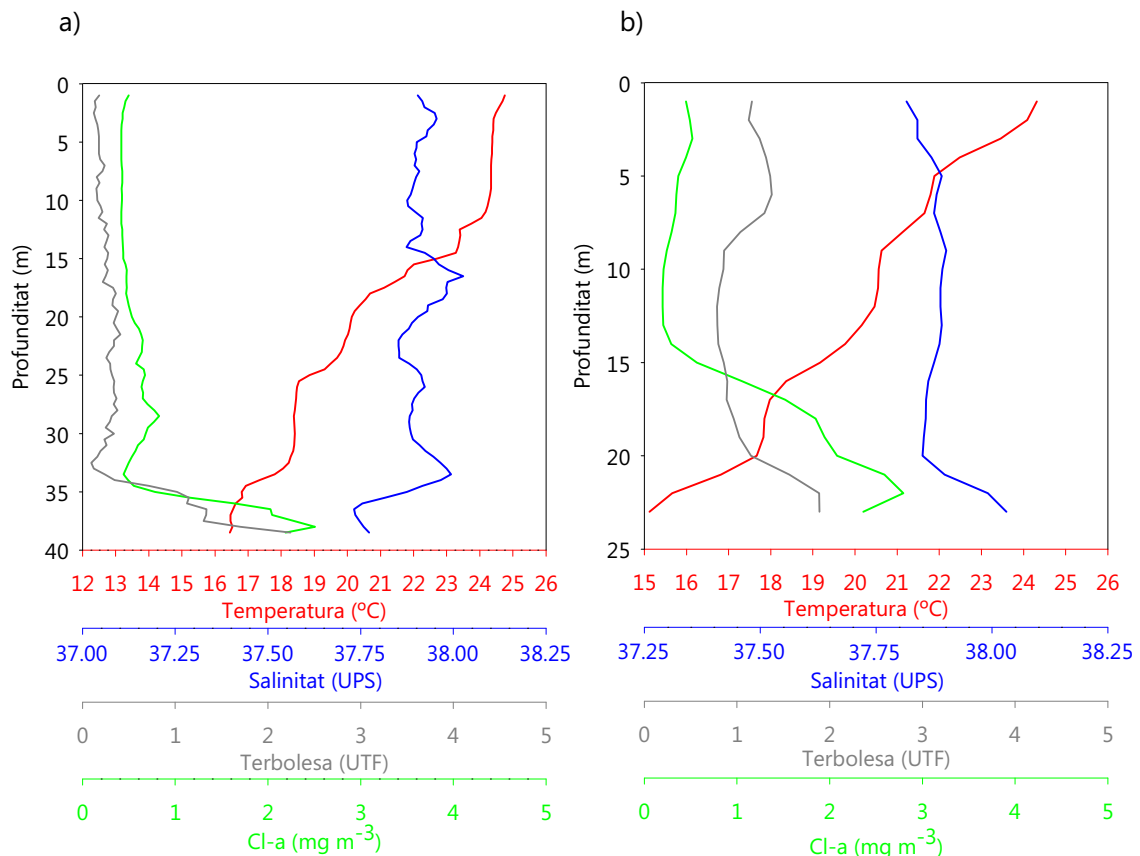 a)
0
5
10
15
20
25
30
35
40
Profunditat (m)
12 13 14 15 16 17 18 19 20 21 22 23 24 25 26
Temperatura (ºC)
37.00 37.25 37.50 37.75 38.00 38.25
Salinitat (UPS)
0 1 2 3 4 5
Terbolesa (UTF)
0 1 2 3 4 5
Cl-a (mg m-3)
b)
0
5
10
15
20
25
Profunditat (m)
15 16 17 18 19 20 21 22 23 24 25 26
Temperatura (ºC)
37.25 37.50 37.75 38.00 38.25
Salinitat (UPS)
0 1 2 3 4 5
Terbolesa (UTF)
0 1 2 3 4 5
Cl-a (mg m-3)